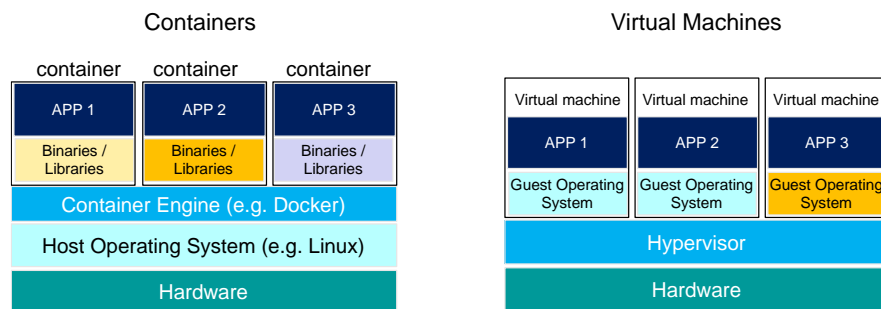 Containers
container
container
container
APP 1
APP 2
APP 3
Binaries /
Libraries
Binaries /
Libraries
Binaries /
Libraries
Container Engine (e.g. Docker)
Host Operating System (e.g. Linux)
Hardware
Virtual Machines
Virtual machine
Virtual machine
Virtual machine
APP 1
APP 2
APP 3
Guest Operating
System
Guest Operating
System
Guest Operating
System
Hypervisor
Hardware